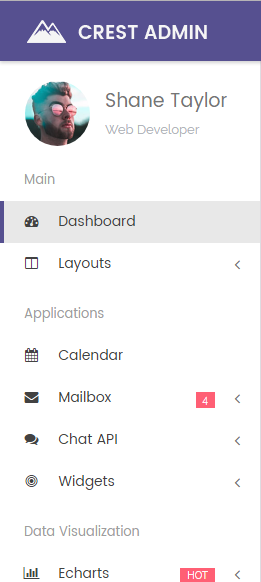 CREST ADMIN
Shane Taylor
Web Developer
Main
Dashboard
Layouts
Applications
Calendar
Mailbox 4
Chat API
Widgets
Data Visualization
Echarts HOT